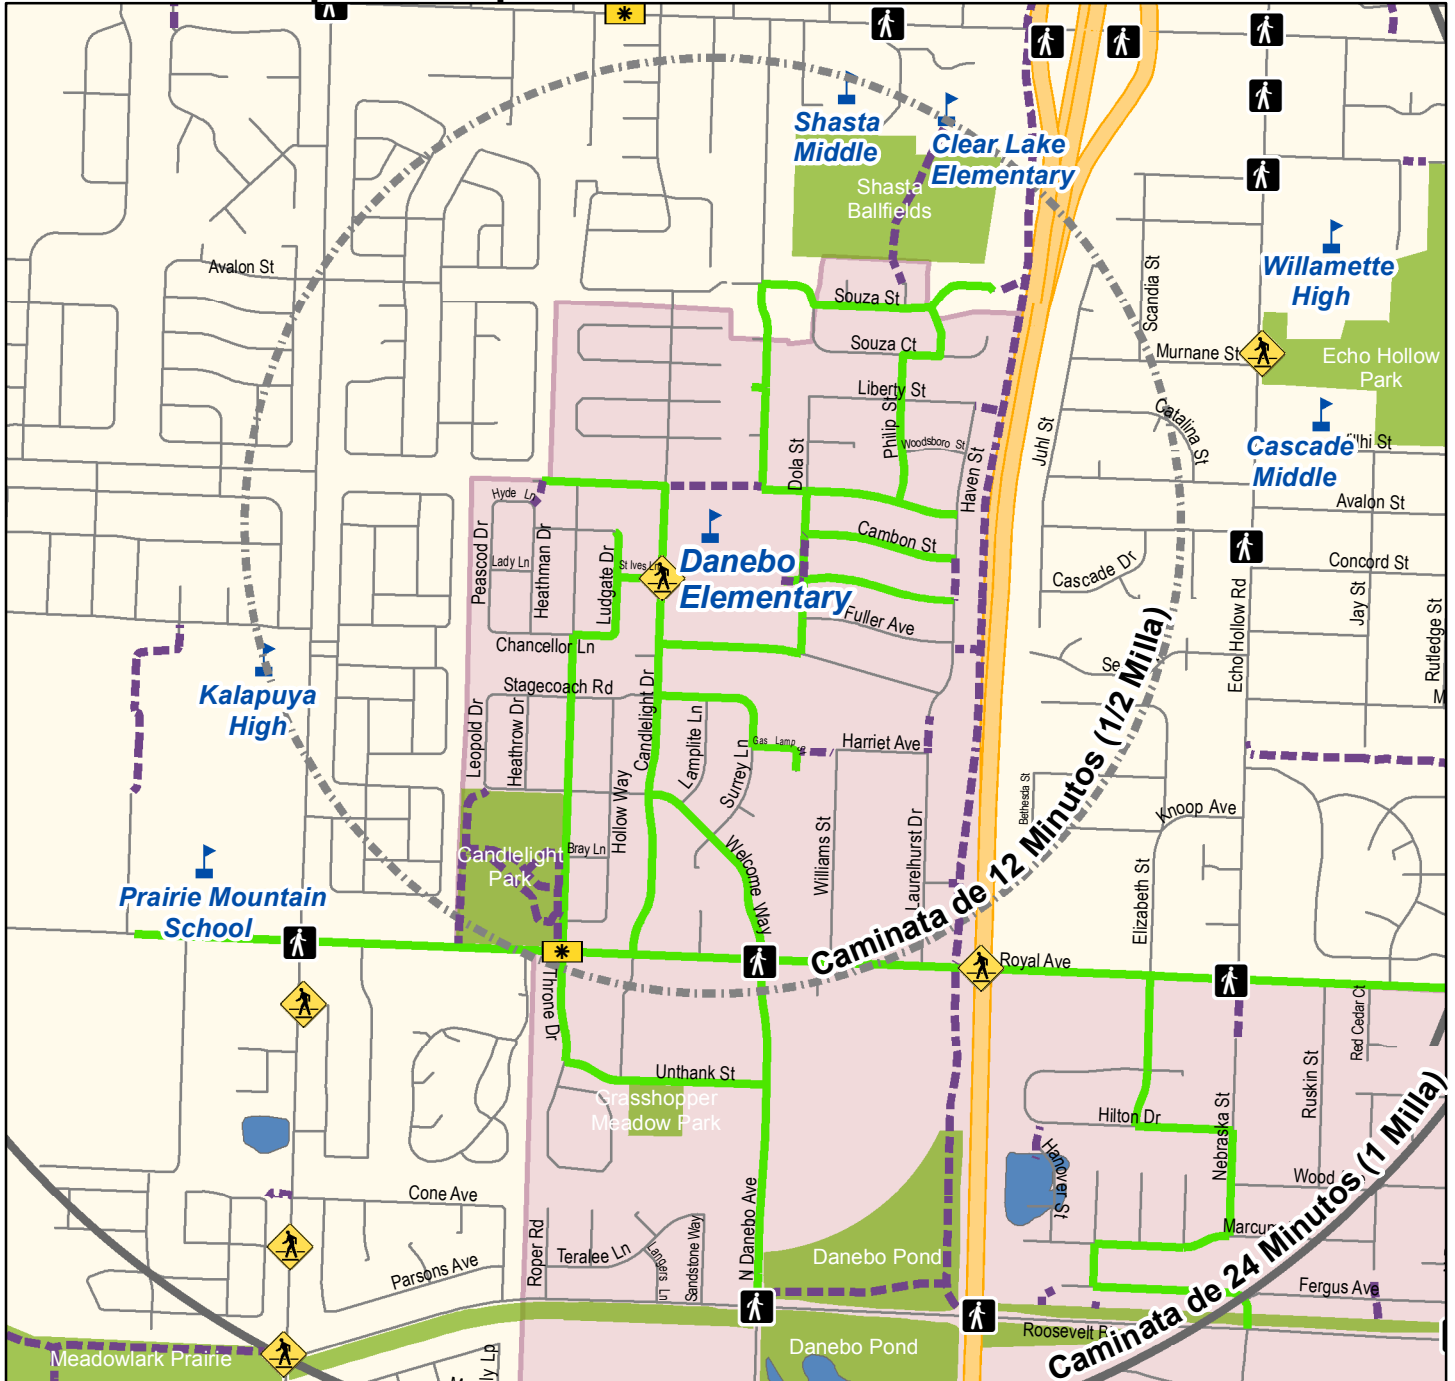 Shasta
Middle
Clear Lake
Elementary
Shasta
Ballfields
Willamette
High
Avalon St
Scandia St
Souza St
Souza Ct
Murnane St
Echo Hollow
Park
Liberty St
Philip St
Woodsboro St
Catalina St
Juhl St
Cascade
Middle
Dola St
Haven St
Hyde Ln
Avalon St
Peascod Dr
Lady Ln
Heathman Dr
Ludgate Dr
St Ives Ln
Danebo
Elementary
Cambon St
Cascade Dr
Concord St
Fuller Ave
Echo Hollow Rd
Jay St
Rutledge St
Chancellor Ln
Kalapuya
High
Stagecoach Rd
Leopold Dr
Heathrow Dr
Candlelight Dr
Lamplite Ln
Surrey Ln
Gas Lamp
Harriet Ave
Hollow Way
Bethesda St
Knoop Ave
Candlelight
Park
Bray Ln
Welcome Way
Williams St
Laurelhurst Dr
Elizabeth St
Prairie Mountain
School
Caminata de 12 Minutos (1/2 Milla)
Royal Ave
Throne Dr
Red Cedar Ct
Unthank St
Grasshopper
Meadow Park
Hilton Dr
Nebraska St
Ruskin St
Hanover St
Wood
Cone Ave
Roper Rd
Teralee Ln
Langers Ln
Sandstone Way
N Danebo Ave
Parsons Ave
Danebo Pond
Fergus Ave
Caminata de 24 Minutos (1 Milla)
Meadowlark Prairie
Danebo Pond